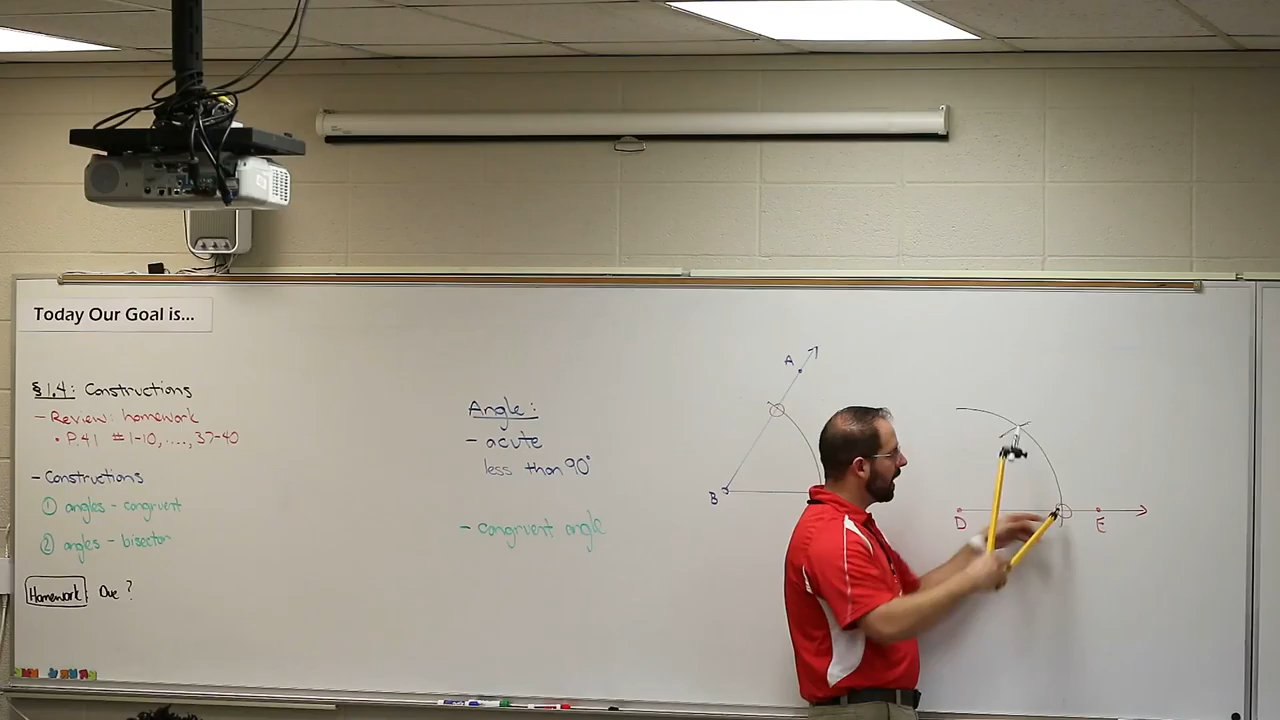 Today Our Goal is...
§1.4: Constructions
- Review: homework
• P.41 #1-10, ...., 37-40
- Constructions
① angles - congruent
② angles - bisector
Homework Due?
Angle:
- acute
less than 90°
- congruent angle
A
B
D
E